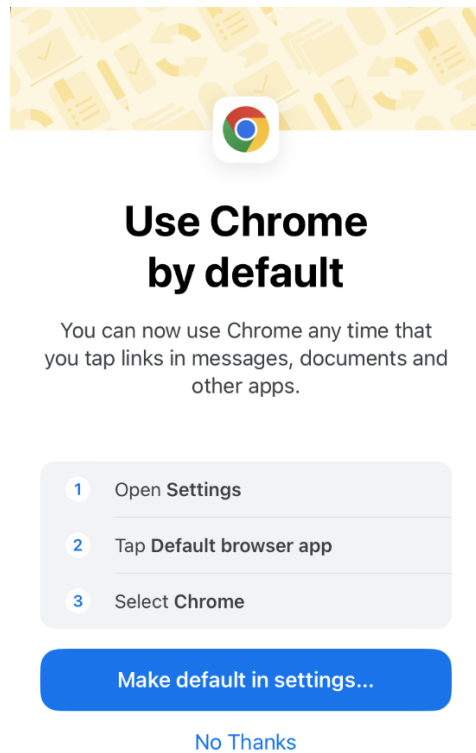 Use Chrome
by default
You can now use Chrome any time that
you tap links in messages, documents and
other apps.
1 Open Settings
2 Tap Default browser app
3 Select Chrome
Make default in settings...
No Thanks